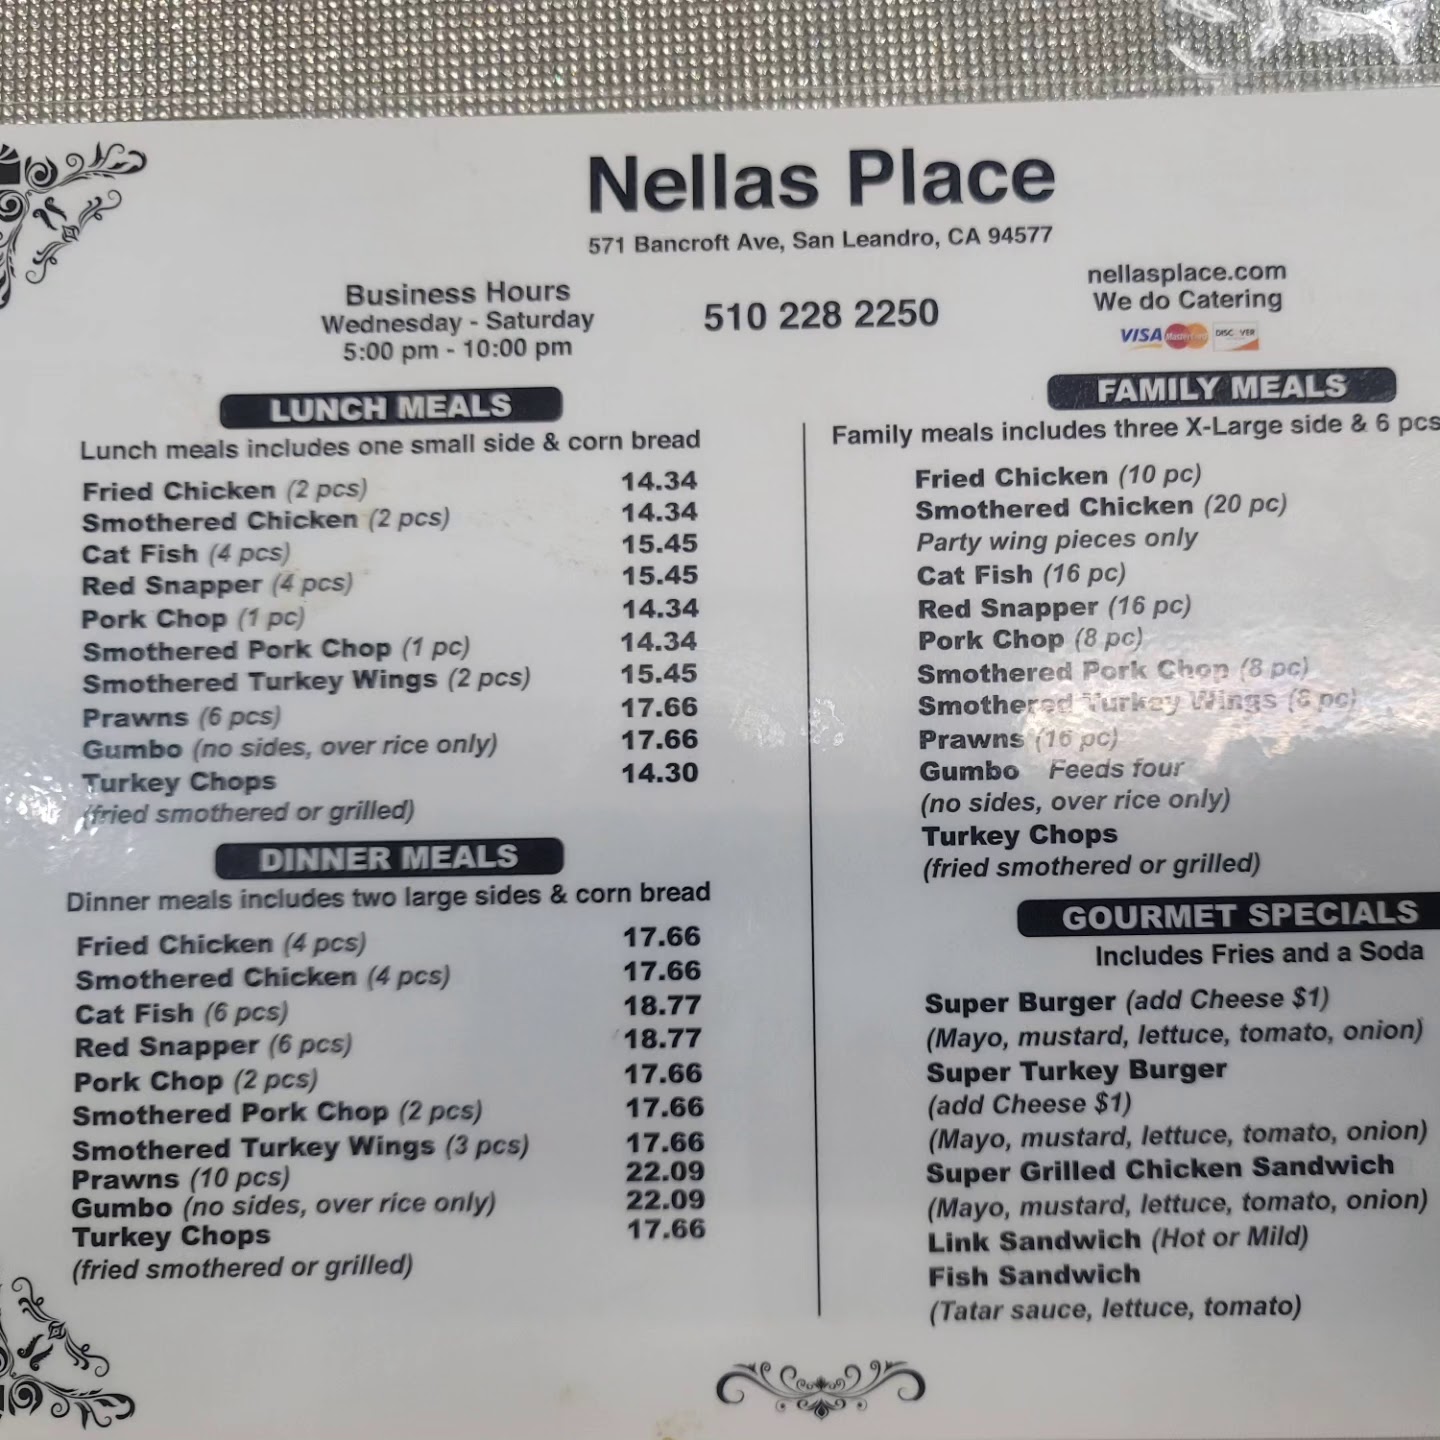 Nellas Place
571 Bancroft Ave, San Leandro, CA 94577
Business Hours
Wednesday - Saturday
5:00 pm - 10:00 pm
510 228 2250
nellasplace.com
We do Catering
VISA MasterCard DISCOVER
LUNCH MEALS
Lunch meals includes one small side & corn bread
Fried Chicken (2 pcs) 14.34
Smothered Chicken (2 pcs) 14.34
Cat Fish (4 pcs) 15.45
Red Snapper (4 pcs) 15.45
Pork Chop (1 pc) 14.34
Smothered Pork Chop (1 pc) 14.34
Smothered Turkey Wings (2 pcs) 15.45
Prawns (6 pcs) 17.66
Gumbo (no sides, over rice only) 17.66
Turkey Chops 14.30
(fried smothered or grilled)
DINNER MEALS
Dinner meals includes two large sides & corn bread
Fried Chicken (4 pcs) 17.66
Smothered Chicken (4 pcs) 17.66
Cat Fish (6 pcs) 18.77
Red Snapper (6 pcs) 18.77
Pork Chop (2 pcs) 17.66
Smothered Pork Chop (2 pcs) 17.66
Smothered Turkey Wings (3 pcs) 17.66
Prawns (10 pcs) 22.09
Gumbo (no sides, over rice only) 22.09
Turkey Chops 17.66
(fried smothered or grilled)
FAMILY MEALS
Family meals includes three X-Large side & 6 pcs
Fried Chicken (10 pc)
Smothered Chicken (20 pc)
Party wing pieces only
Cat Fish (16 pc)
Red Snapper (16 pc)
Pork Chop (8 pc)
Smothered Pork Chop (8 pc)
Smothered Turkey Wings (8 pc)
Prawns (16 pc)
Gumbo Feeds four
(no sides, over rice only)
Turkey Chops
(fried smothered or grilled)
GOURMET SPECIALS
Includes Fries and a Soda
Super Burger (add Cheese $1)
(Mayo, mustard, lettuce, tomato, onion)
Super Turkey Burger
(add Cheese $1)
(Mayo, mustard, lettuce, tomato, onion)
Super Grilled Chicken Sandwich
(Mayo, mustard, lettuce, tomato, onion)
Link Sandwich (Hot or Mild)
Fish Sandwich
(Tatar sauce, lettuce, tomato)